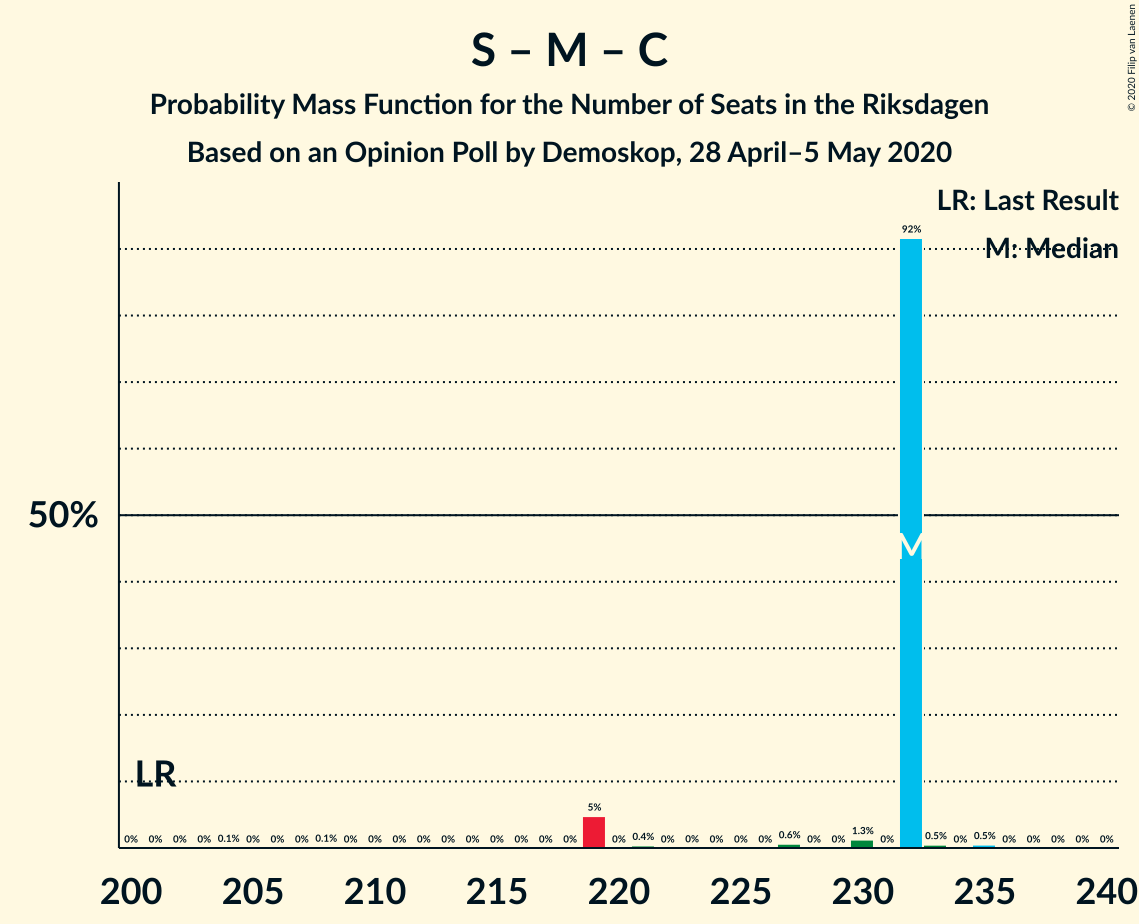 © 2020 Filip van Laenen
S – M – C
Probability Mass Function for the Number of Seats in the Riksdagen
Based on an Opinion Poll by Demoskop, 28 April–5 May 2020
LR: Last Result
M: Median
92%
50%
M
LR
5%
0% 0% 0% 0% 0.1% 0% 0% 0% 0.1% 0% 0% 0% 0% 0% 0% 0% 0% 0% 0% 0% 0.4% 0% 0% 0% 0% 0% 0.6% 0% 0% 1.3% 0% 0.5% 0% 0.5% 0% 0% 0% 0% 0%
200 205 210 215 220 225 230 235 240